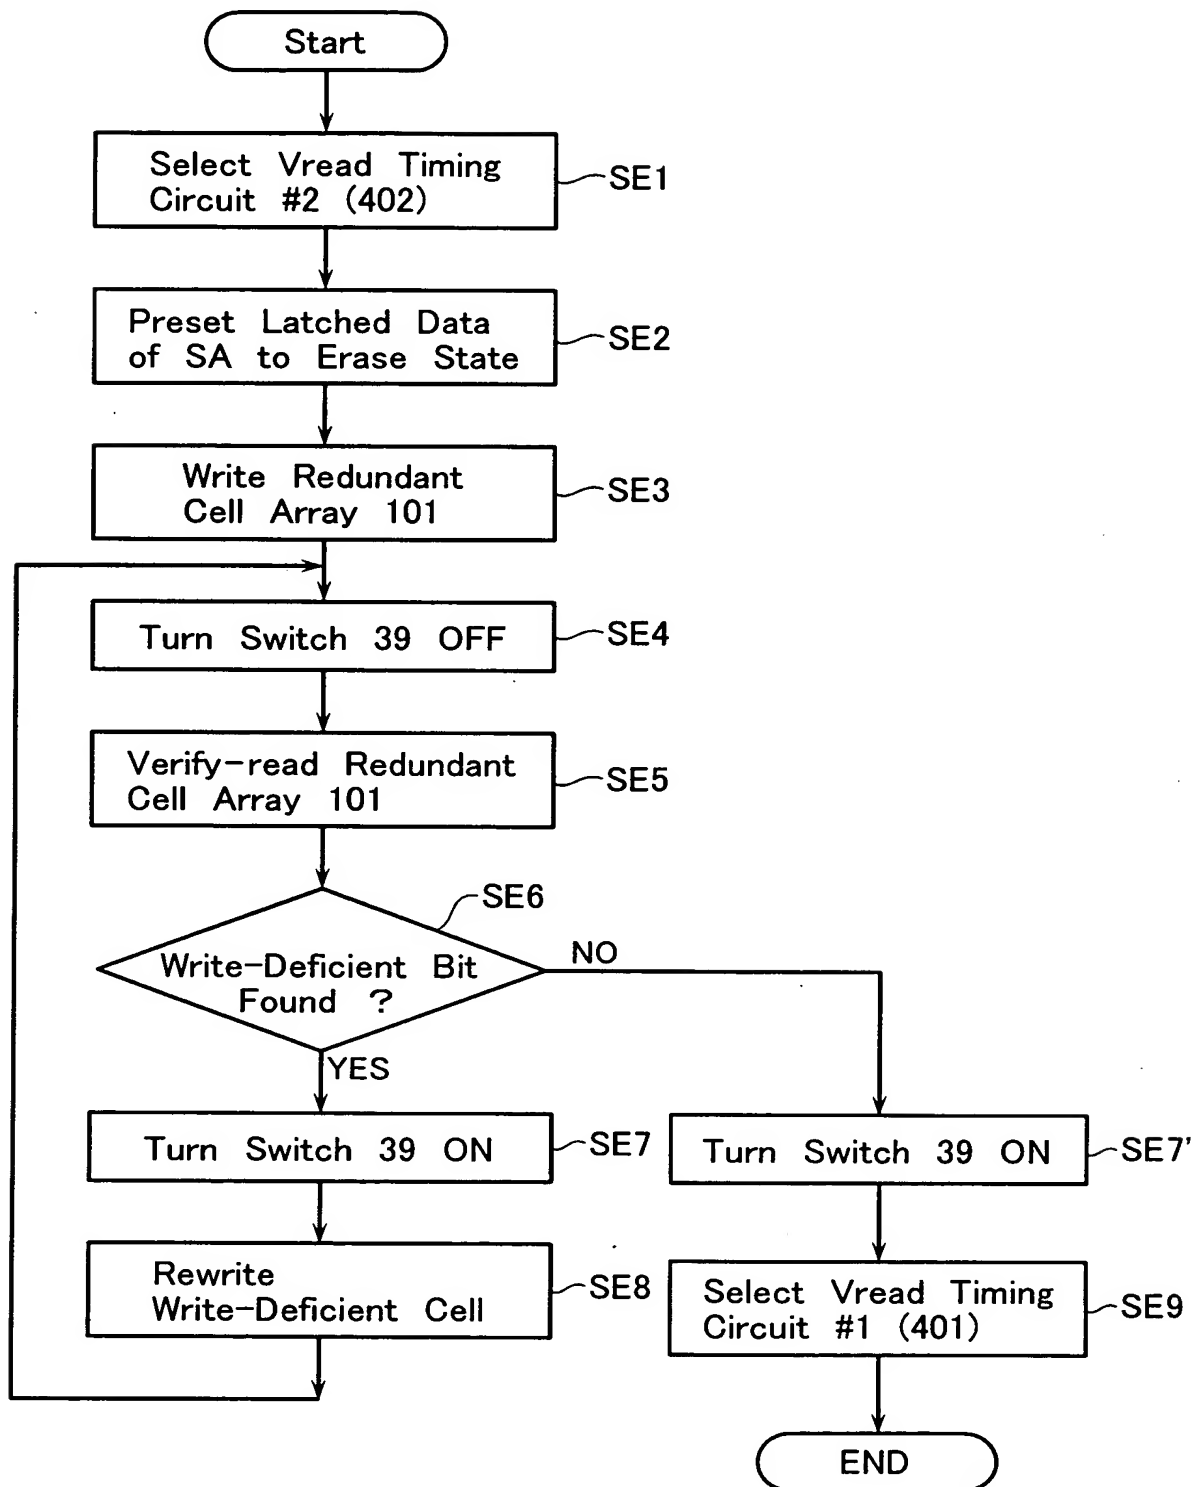 Start
Select Vread Timing
Circuit #2 (402)
SE1
Preset Latched Data
of SA to Erase State
SE2
Write Redundant
Cell Array 101
SE3
Turn Switch 39 OFF
SE4
Verify-read Redundant
Cell Array 101
SE5
SE6
Write-Deficient Bit
Found ?
NO
YES
Turn Switch 39 ON
SE7
Turn Switch 39 ON
SE7'
Rewrite
Write-Deficient Cell
SE8
Select Vread Timing
Circuit #1 (401)
SE9
END